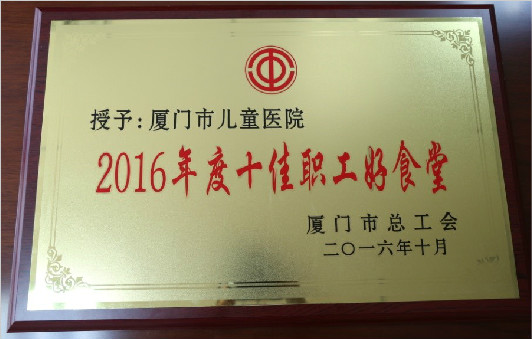 授予：厦门市儿童医院
2016年度十佳职工好食堂
厦门市总工会
二〇一六年十月